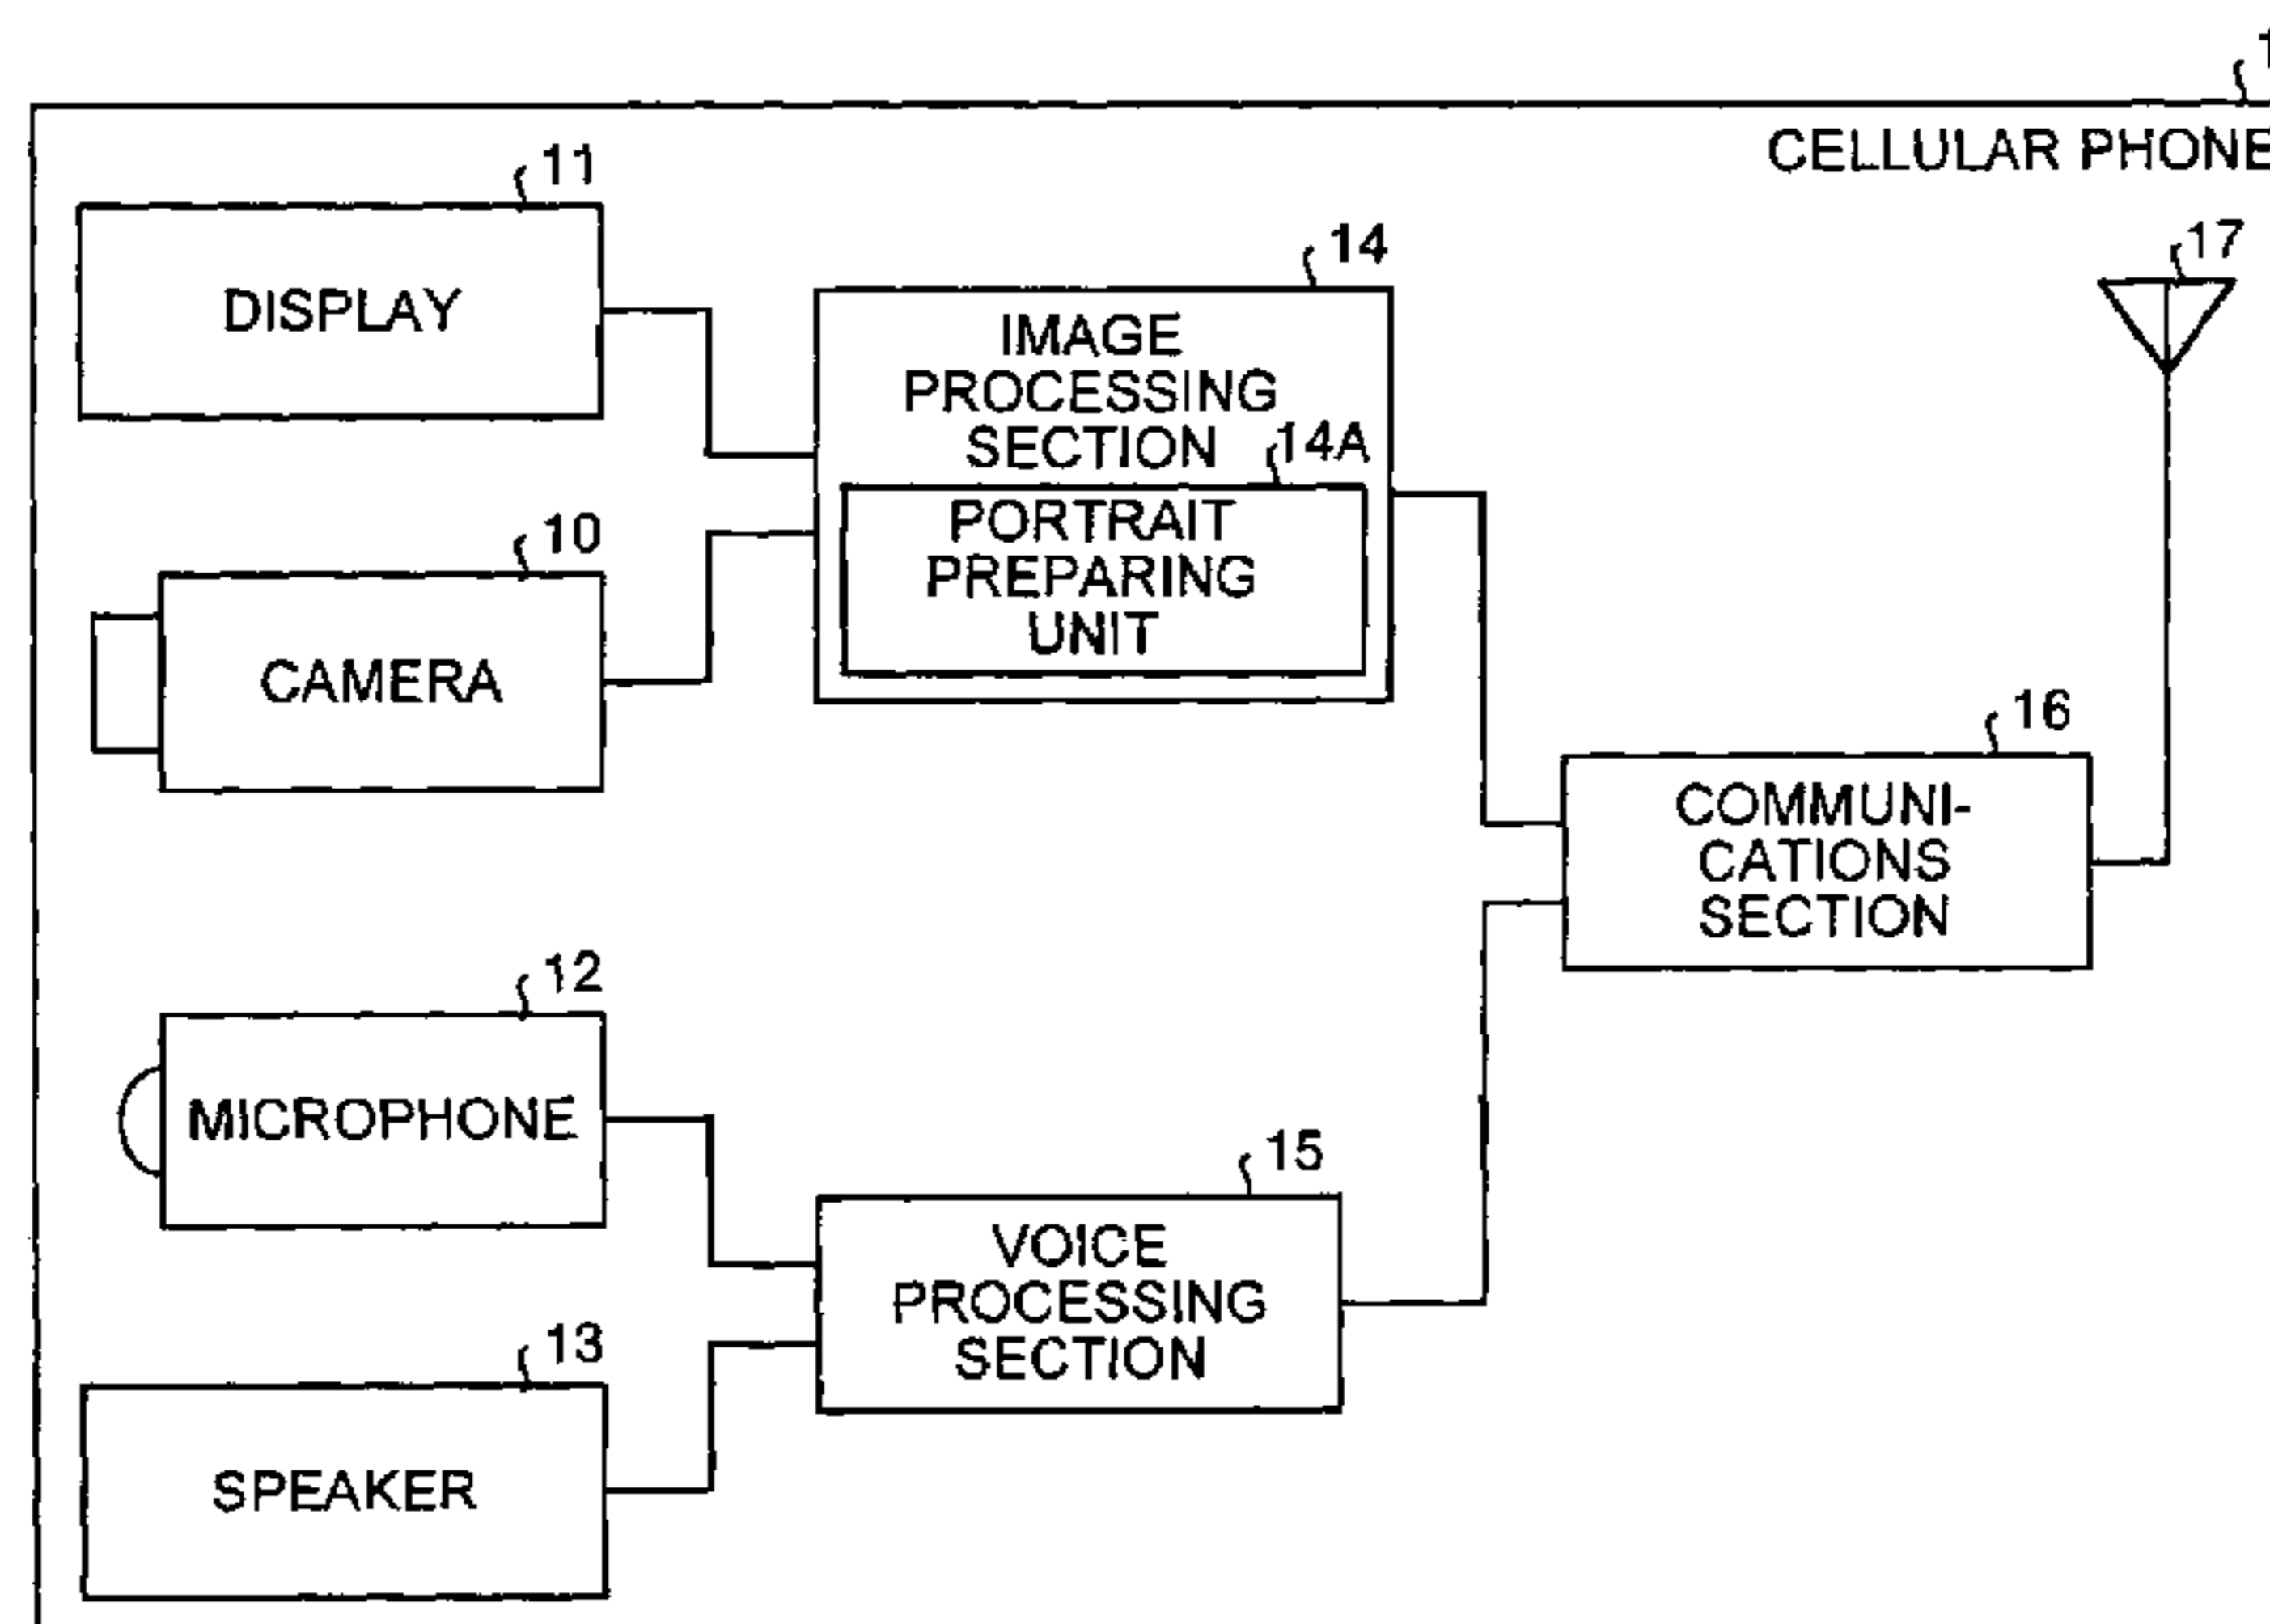 1
CELLULAR PHONE
11
DISPLAY
14
IMAGE
PROCESSING
SECTION
14A
PORTRAIT
PREPARING
UNIT
17
10
CAMERA
16
COMMUNI-
CATIONS
SECTION
12
MICROPHONE
15
VOICE
PROCESSING
SECTION
13
SPEAKER